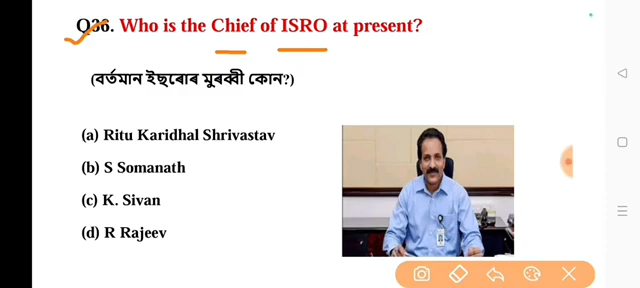 Q36. Who is the Chief of ISRO at present?
(বৰ্তমান ইছৰোৰ মুৰব্বী কোন?)
(a) Ritu Karidhal Shrivastav
(b) S Somanath
(c) K. Sivan
(d) R Rajeev